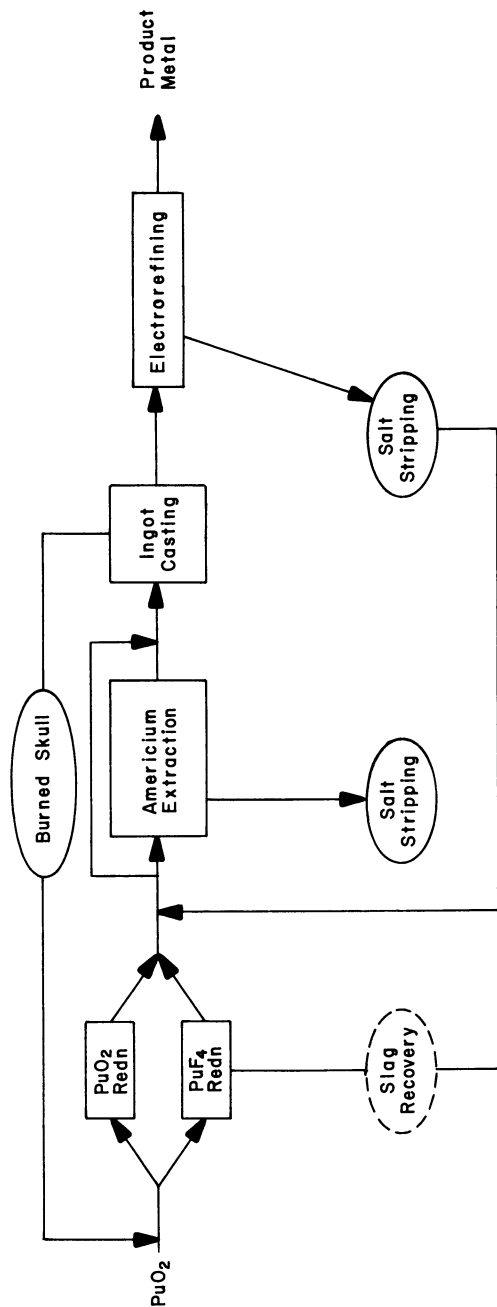 PuO2
PuO2
Redn
PuF4
Redn
Burned Skull
Americium
Extraction
Ingot
Casting
Electrorefining
Product
Metal
Slag
Recovery
Salt
Stripping
Salt
Stripping